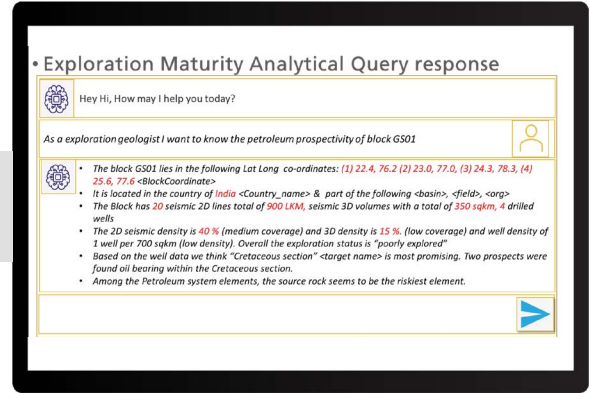 • Exploration Maturity Analytical Query response
Hey Hi, How may I help you today?
As a exploration geologist I want to know the petroleum prospectivity of block GS01
• The block GS01 lies in the following Lat Long co-ordinates: (1) 22.4, 76.2 (2) 23.0, 77.0, (3) 24.3, 78.3, (4)
25.6, 77.6 <BlockCoordinate>
• It is located in the country of India <Country_name> & part of the following <basin>, <field>, <org>
• The Block has 20 seismic 2D lines total of 900 LKM, seismic 3D volumes with a total of 350 sqkm, 4 drilled
wells
• The 2D seismic density is 40 % (medium coverage) and 3D density is 15 %. (low coverage) and well density of
1 well per 700 sqkm (low density). Overall the exploration status is "poorly explored"
• Based on the well data we think "Cretaceous section" <target name> is most promising. Two prospects were
found oil bearing within the Cretaceous section.
• Among the Petroleum system elements, the source rock seems to be the riskiest element.